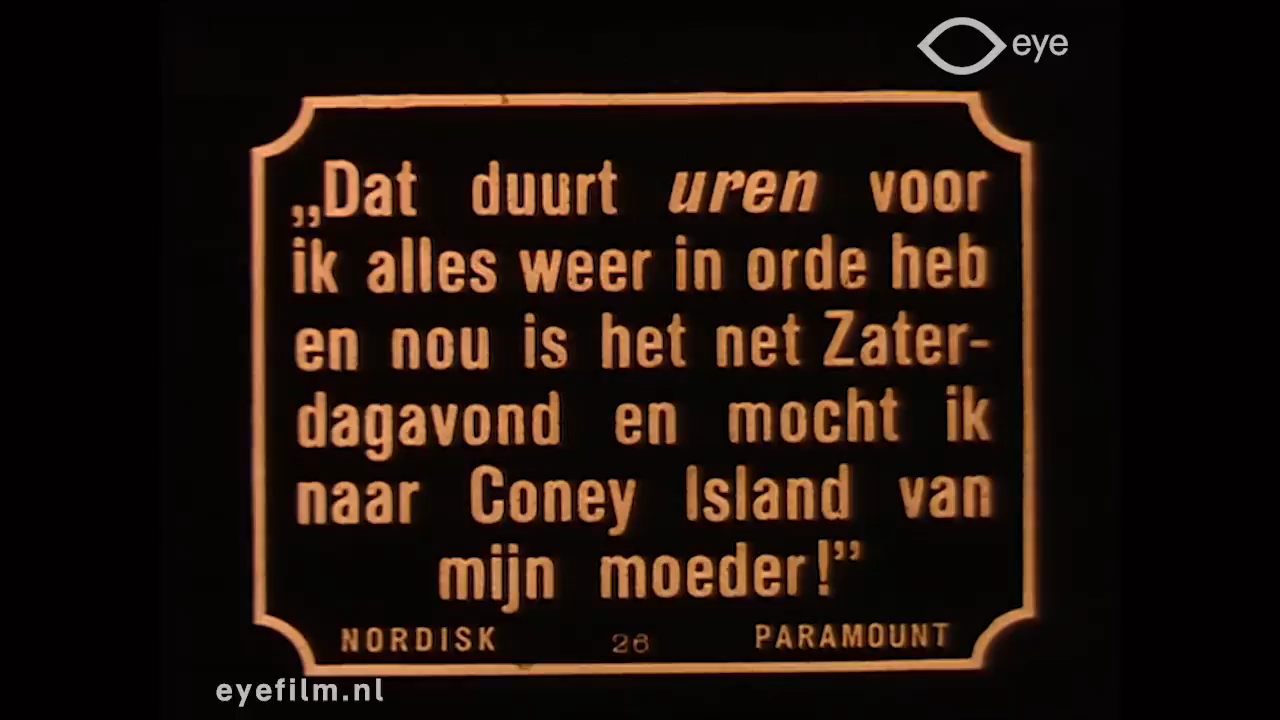 eye
„Dat duurt uren voor
ik alles weer in orde heb
en nou is het net Zater-
dagavond en mocht ik
naar Coney Island van
mijn moeder!”
NORDISK 26 PARAMOUNT
eyefilm.nl